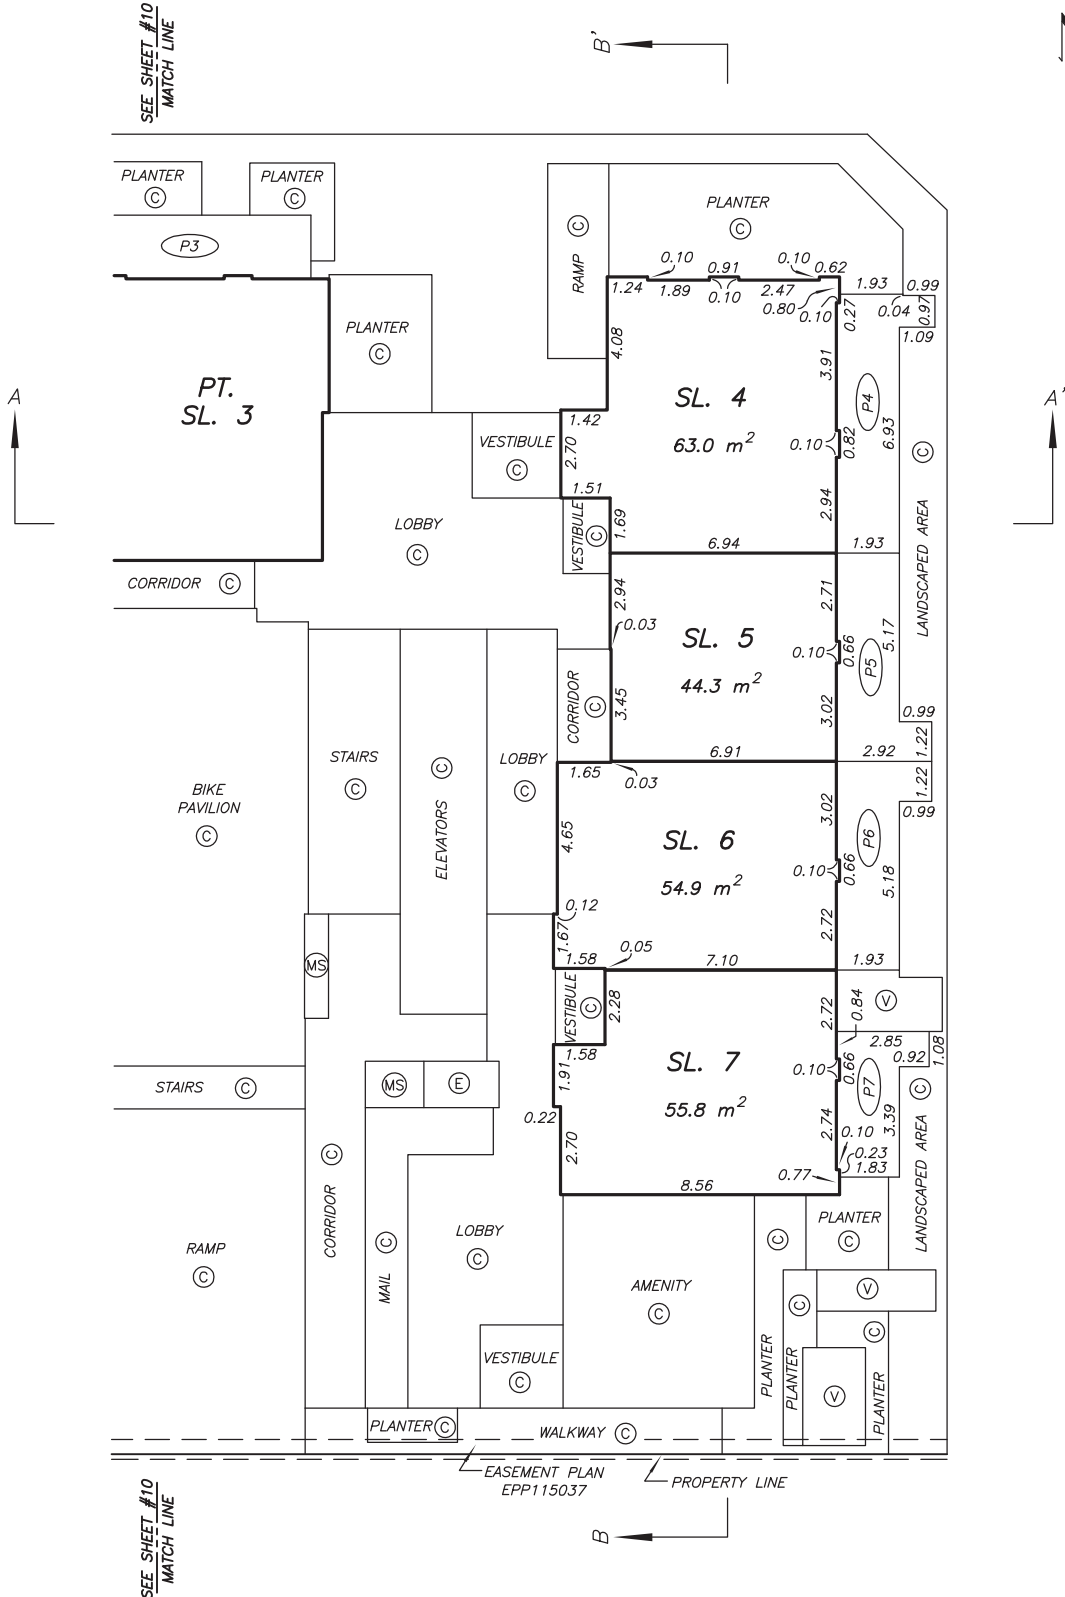 SEE SHEET #10
MATCH LINE
B'
PLANTER
C
PLANTER
C
P3
RAMP
C
PLANTER
C
0.10
0.91
0.10
0.62
1.24
1.89
0.10
2.47
0.80
0.10
0.27
1.93
0.99
0.04
0.97
1.09
PLANTER
C
4.08
3.91
A
PT.
SL. 3
SL. 4
63.0 m²
P4
6.93
A'
1.42
VESTIBULE
C
2.70
0.10
0.82
C
1.51
2.94
LOBBY
C
VESTIBULE
C
1.69
6.94
1.93
LANDSCAPED AREA
CORRIDOR
C
2.94
0.03
2.71
SL. 5
44.3 m²
0.10
0.66
5.17
P5
CORRIDOR
C
3.45
3.02
0.99
1.22
6.91
2.92
STAIRS
C
ELEVATORS
C
LOBBY
C
1.65
0.03
1.22
0.99
BIKE
PAVILION
C
3.02
SL. 6
54.9 m²
4.65
0.10
0.66
P6
5.18
0.12
1.67
2.72
1.58
0.05
7.10
1.93
MS
VESTIBULE
C
2.28
2.72
V
0.84
1.58
2.85
0.92
1.08
SL. 7
55.8 m²
1.91
0.10
0.66
P7
C
STAIRS
C
MS
E
0.22
2.70
2.74
0.10
3.39
0.23
1.83
0.77
8.56
LANDSCAPED AREA
CORRIDOR
C
MAIL
C
LOBBY
C
RAMP
C
AMENITY
C
C
PLANTER
PLANTER
C
V
C
PLANTER
C
PLANTER
V
VESTIBULE
C
PLANTER C
WALKWAY C
EASEMENT PLAN
EPP115037
PROPERTY LINE
SEE SHEET #10
MATCH LINE
B